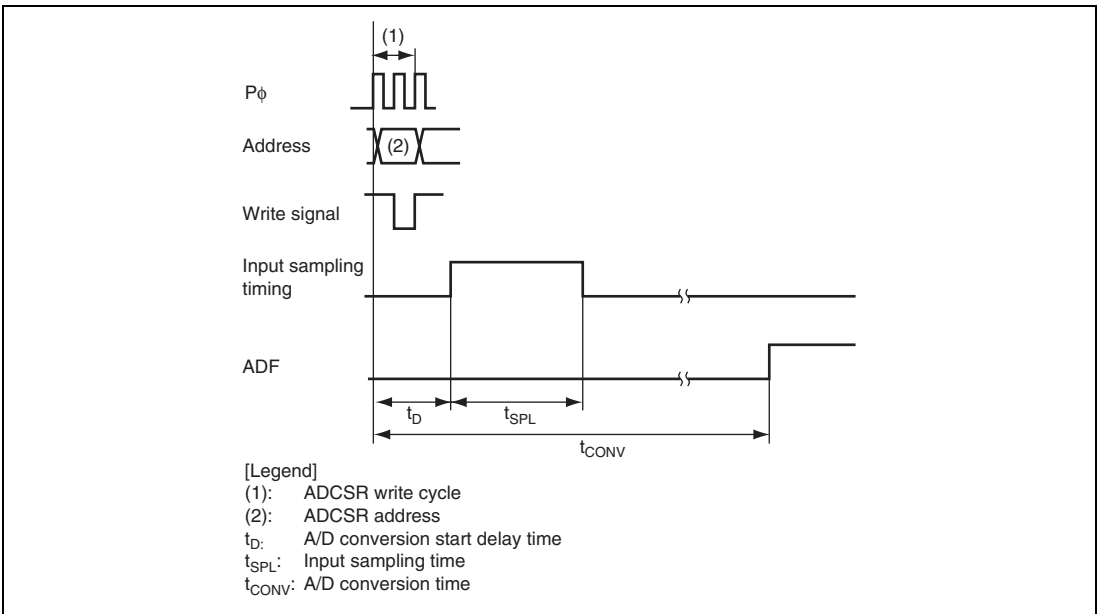 (1)
Pϕ
Address
(2)
Write signal
Input sampling
timing
ADF
tD
tSPL
tCONV
[Legend]
(1): ADCSR write cycle
(2): ADCSR address
tD: A/D conversion start delay time
tSPL: Input sampling time
tCONV: A/D conversion time